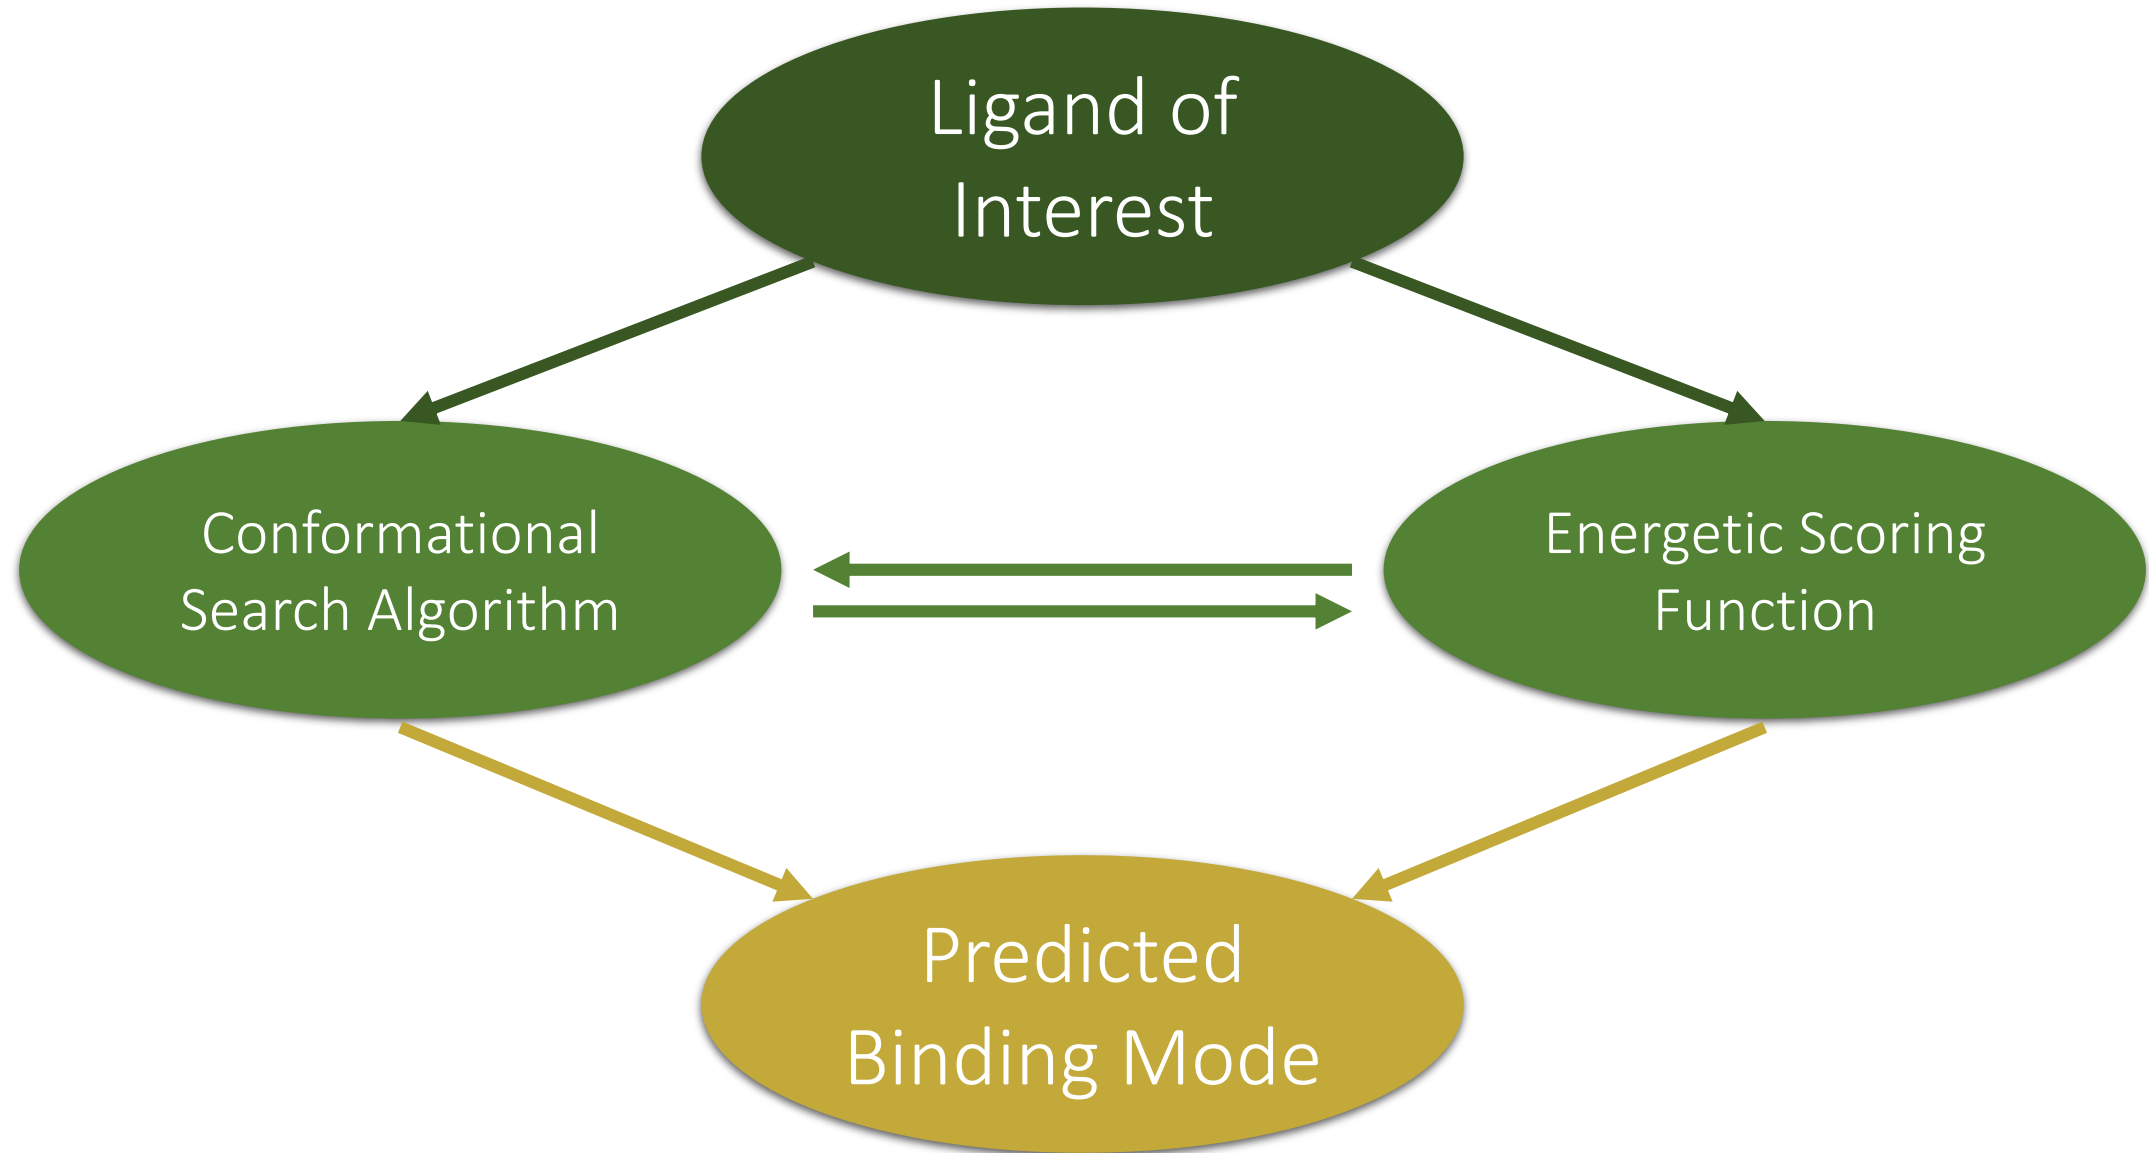 Ligand of
Interest
Conformational
Search Algorithm
Energetic Scoring
Function
Predicted
Binding Mode